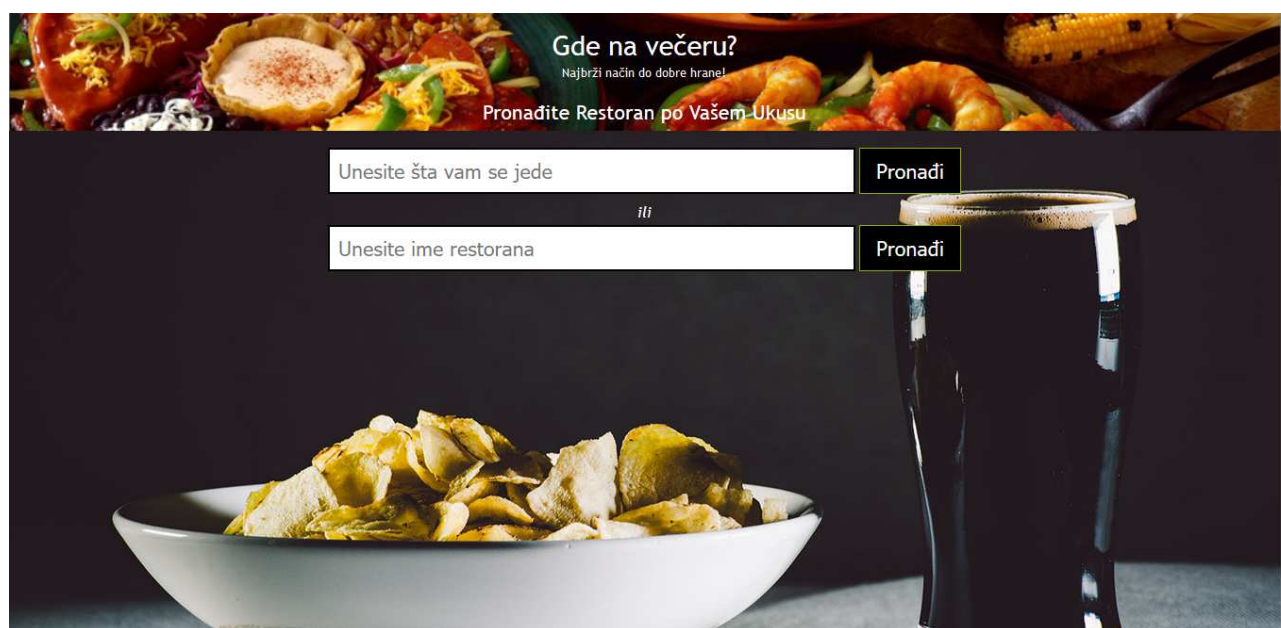 Gde na večeru?
Najbrži način do dobre hrane!
Pronađite Restoran po Vašem Ukusu
Unesite šta vam se jede Pronađi
ili
Unesite ime restorana Pronađi